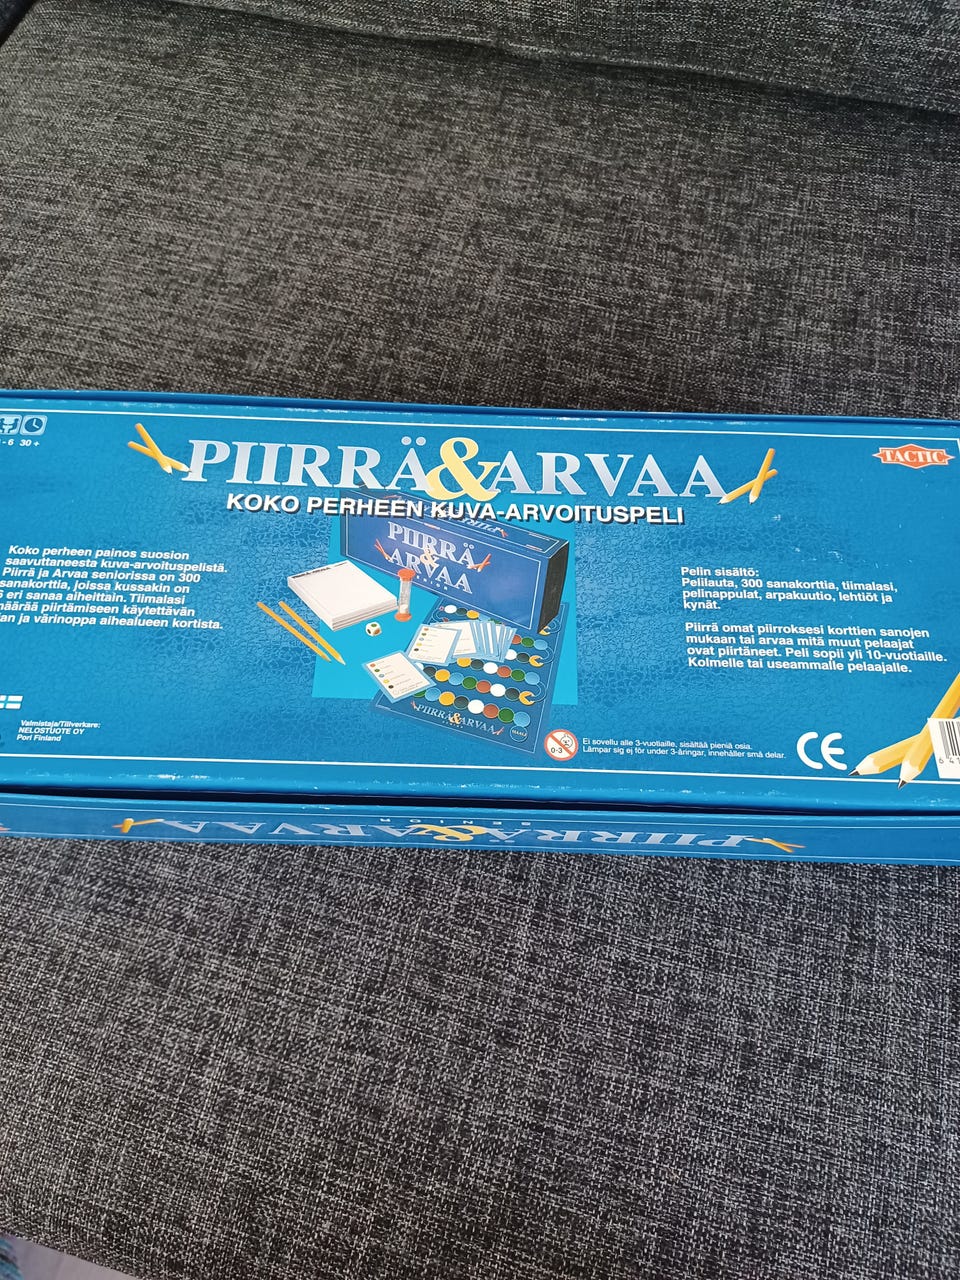 - 6 30 +
PIIRRÄ&ARVAA
TACTIC
KOKO PERHEEN KUVA-ARVOITUSPELI
Koko perheen painos suosion
saavuttaneesta kuva-arvoituspelistä.
Piirrä ja Arvaa seniorissa on 300
sanakorttia, joissa kussakin on
6 eri sanaa aiheittain. Tiimalasi
määrää piirtämiseen käytettävän
ja värinoppa aihealueen kortista.
PIIRRÄ
&
ARVAA
SENIOR
PIIRRÄ&ARVAA
Pelin sisältö:
Pelilauta, 300 sanakorttia, tiimalasi,
pelinappulat, arpakuutio, lehtiöt ja
kynät.
Piirrä omat piirroksesi korttien sanojen
mukaan tai arvaa mitä muut pelaajat
ovat piirtäneet. Peli sopii yli 10-vuotiaille.
Kolmelle tai useammalle pelaajalle.
Valmistaja/Tillverkare:
NELOSTUOTE OY
Pori Finland
0-3
Ei sovellu alle 3-vuotiaille, sisältää pieniä osia.
Lämpar sig ej för under 3-åringar, innehåller små delar.
CE
6 41
PIIRRÄ&ARVAA
SENIOR